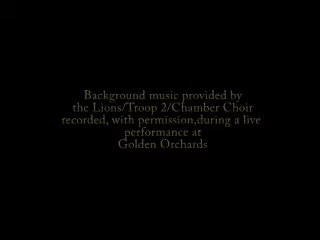 Background music provided by
the Lions/Troop 2/Chamber Choir
recorded, with permission,during a live
performance at
Golden Orchards